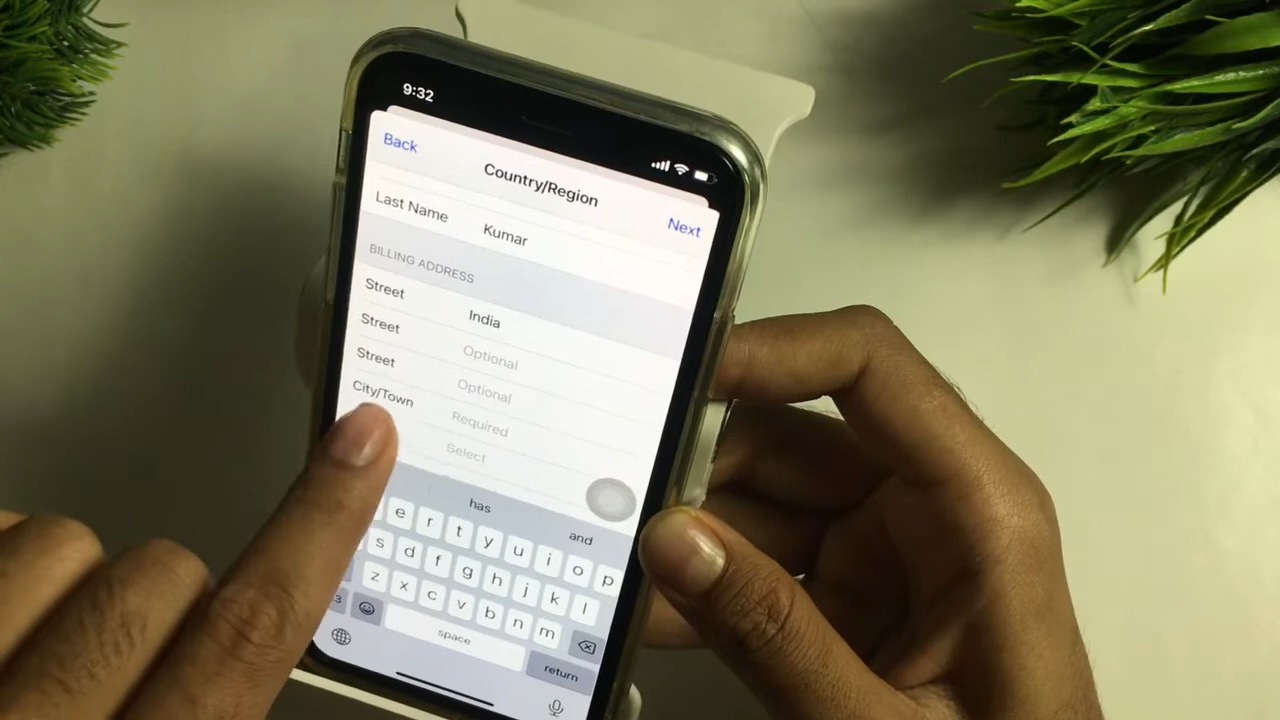 9:32
Back
Country/Region
Next
Last Name Kumar
BILLING ADDRESS
Street India
Street Optional
Street Optional
City/Town Required
Select
has and
e r t y u i o p
s d f g h j k l
z x c v b n m
3 space return